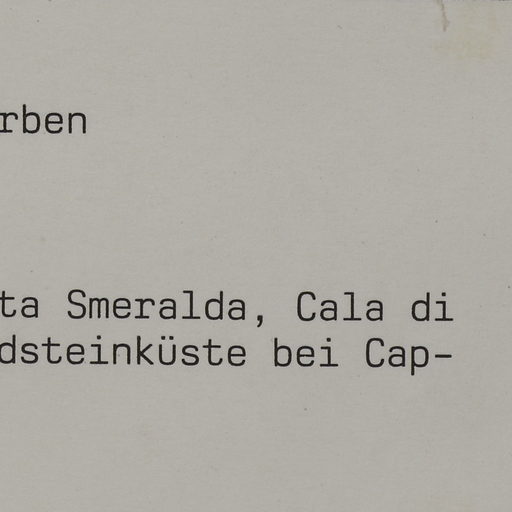 rben
ta Smeralda, Cala di
dsteinküste bei Cap-